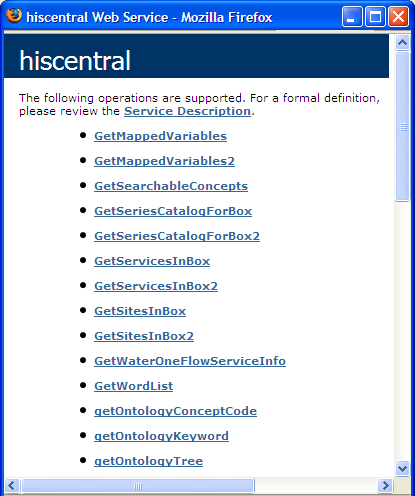 hiscentral Web Service - Mozilla Firefox
hiscentral
The following operations are supported. For a formal definition,
please review the Service Description.
GetMappedVariables
GetMappedVariables2
GetSearchableConcepts
GetSeriesCatalogForBox
GetSeriesCatalogForBox2
GetServicesInBox
GetServicesInBox2
GetSitesInBox
GetSitesInBox2
GetWaterOneFlowServiceInfo
GetWordList
getOntologyConceptCode
getOntologyKeyword
getOntologyTree